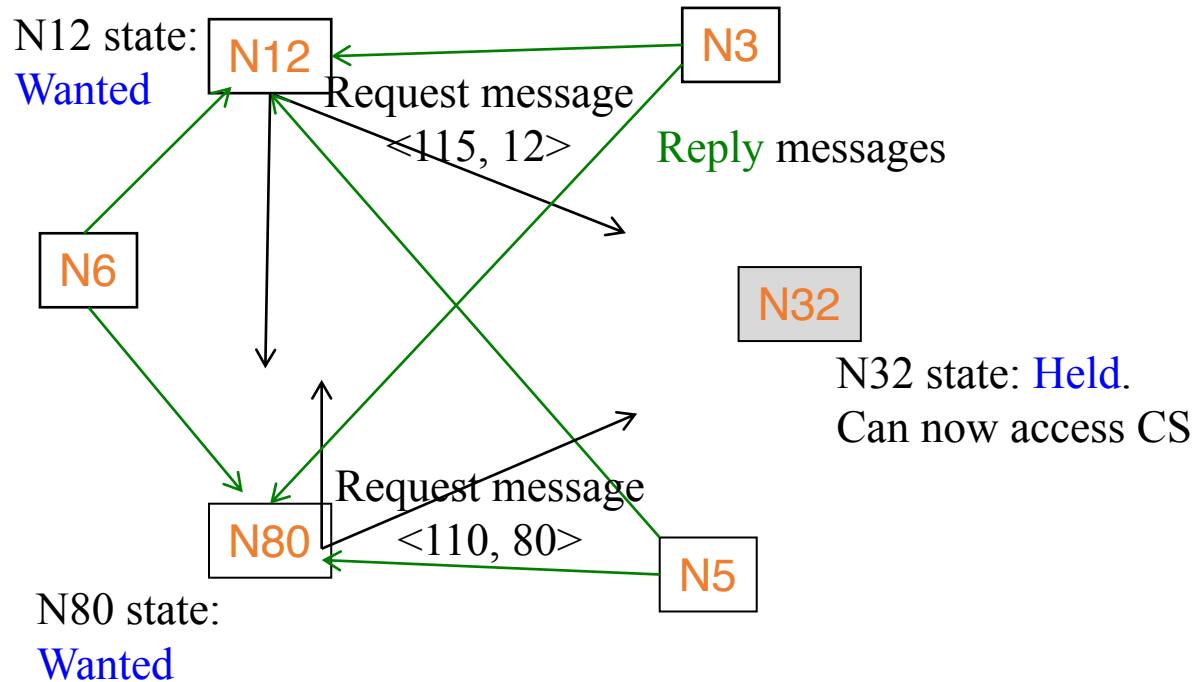 N12 state:
Wanted
N12
N3
Request message
<115, 12>
Reply messages
N6
N32
N32 state: Held.
Can now access CS
Request message
<110, 80>
N80
N5
N80 state:
Wanted